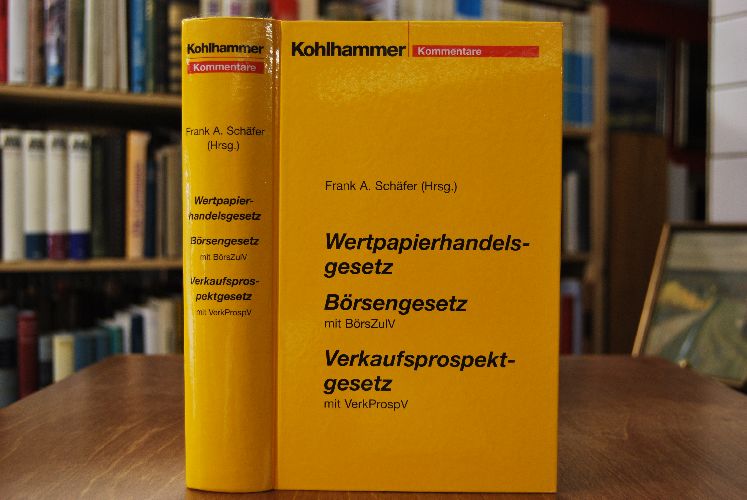 Kohlhammer
Kommentare
Frank A. Schäfer
(Hrsg.)
Wertpapier-
handelsgesetz
Börsengesetz
mit BörsZulV
Verkaufspros-
pektgesetz
mit VerkProspV
Kohlhammer
Kommentare
Frank A. Schäfer (Hrsg.)
Wertpapierhandels-
gesetz
Börsengesetz
mit BörsZulV
Verkaufsprospekt-
gesetz
mit VerkProspV